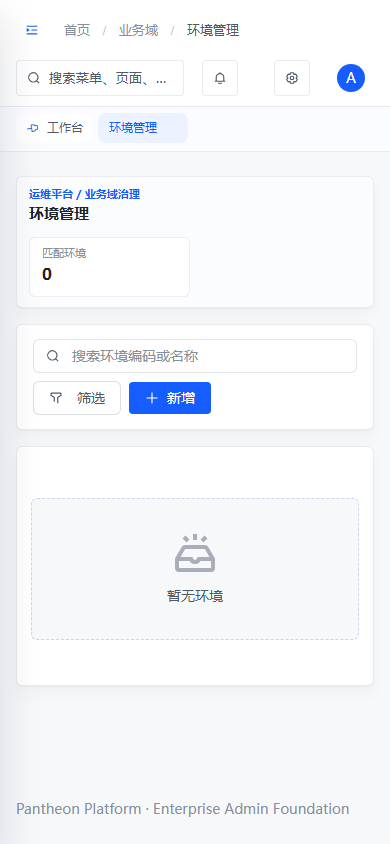 首页 / 业务域 / 环境管理
搜索菜单、页面、...
A
工作台 环境管理
运维平台 / 业务域治理
环境管理
匹配环境
0
搜索环境编码或名称
筛选 新增
暂无环境
Pantheon Platform · Enterprise Admin Foundation